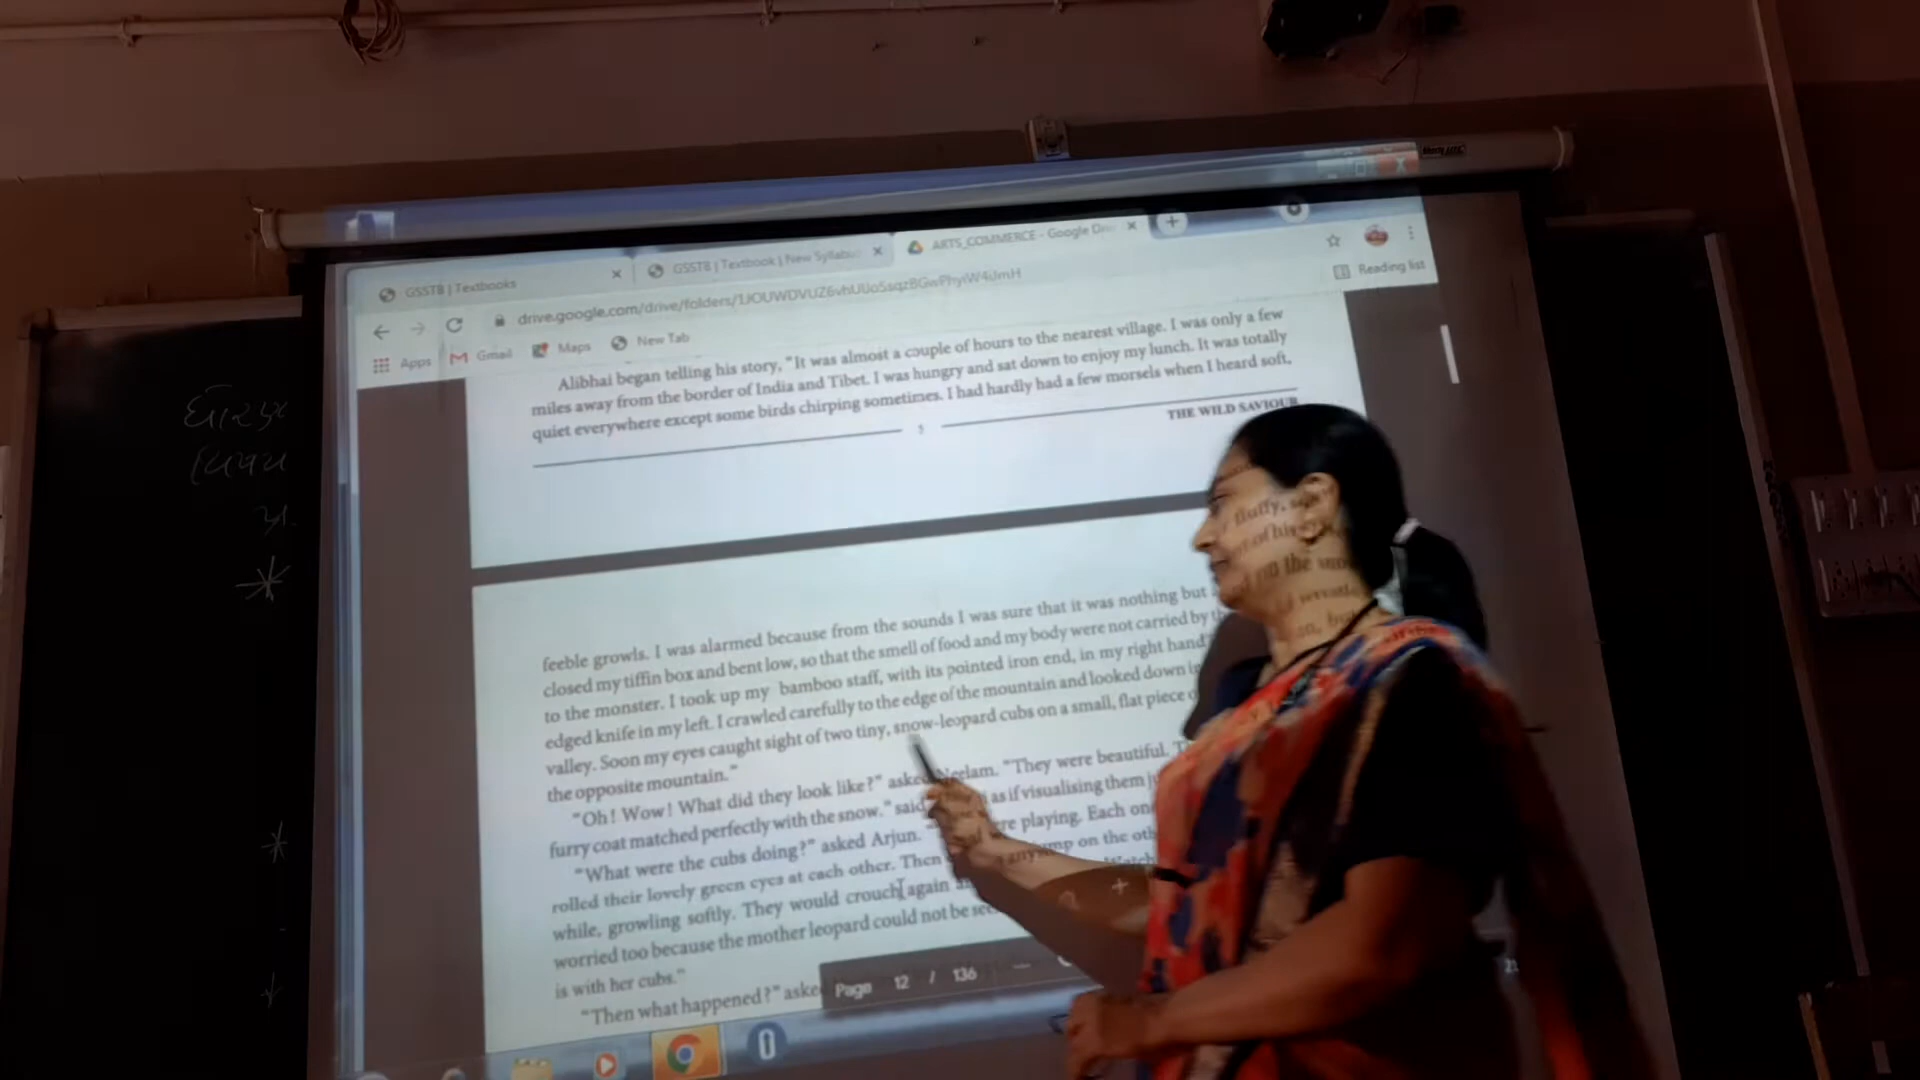 GSSTB | Textbooks
GSSTB | Textbook | New Syllabus
ARTS_COMMERCE - Google Dri
drive.google.com/drive/folders/
Reading list
Apps Gmail Maps New Tab
Alibhai began telling his story, "It was almost a couple of hours to the nearest village. I was only a few
miles away from the border of India and Tibet. I was hungry and sat down to enjoy my lunch. It was totally
quiet everywhere except some birds chirping sometimes. I had hardly had a few morsels when I heard soft,
THE WILD SAVIOUR
feeble growls. I was alarmed because from the sounds I was sure that it was nothing but
closed my tiffin box and bent low, so that the smell of food and my body were not carried by
to the monster. I took up my bamboo staff, with its pointed iron end, in my right hand
edged knife in my left. I crawled carefully to the edge of the mountain and looked down
valley. Soon my eyes caught sight of two tiny, snow-leopard cubs on a small, flat piece
the opposite mountain."
"Oh! Wow! What did they look like?" asked Neelam. "They were beautiful.
furry coat matched perfectly with the snow." said as if visualising them
"What were the cubs doing?" asked Arjun. playing. Each
rolled their lovely green eyes at each other. Then on the
while, growling softly. They would crouch again
worried too because the mother leopard could not be
is with her cubs."
"Then what happened?" aske
Page 12 / 136